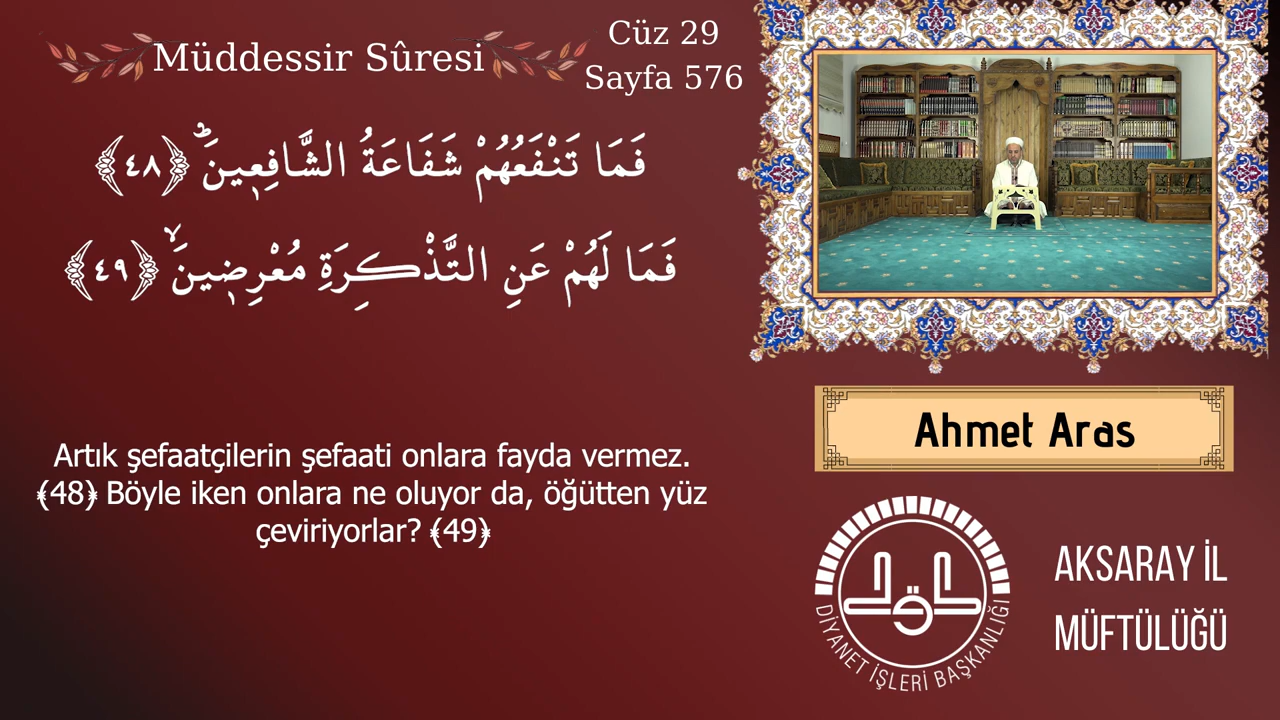 Müddessir Sûresi
Cüz 29
Sayfa 576
فَمَا تَنْفَعُهُمْ شَفَاعَةُ الشَّافِع۪ينَۜ ﴿٤٨﴾
فَمَا لَهُمْ عَنِ التَّذْكِرَةِ مُعْرِض۪ينَۙ ﴿٤٩﴾
Artık şefaatçilerin şefaati onlara fayda vermez.
﴾48﴿ Böyle iken onlara ne oluyor da, öğütten yüz
çeviriyorlar? ﴾49﴿
Ahmet Aras
DİYANET İŞLERİ BAŞKANLIĞI
AKSARAY İL
MÜFTÜLÜĞÜ